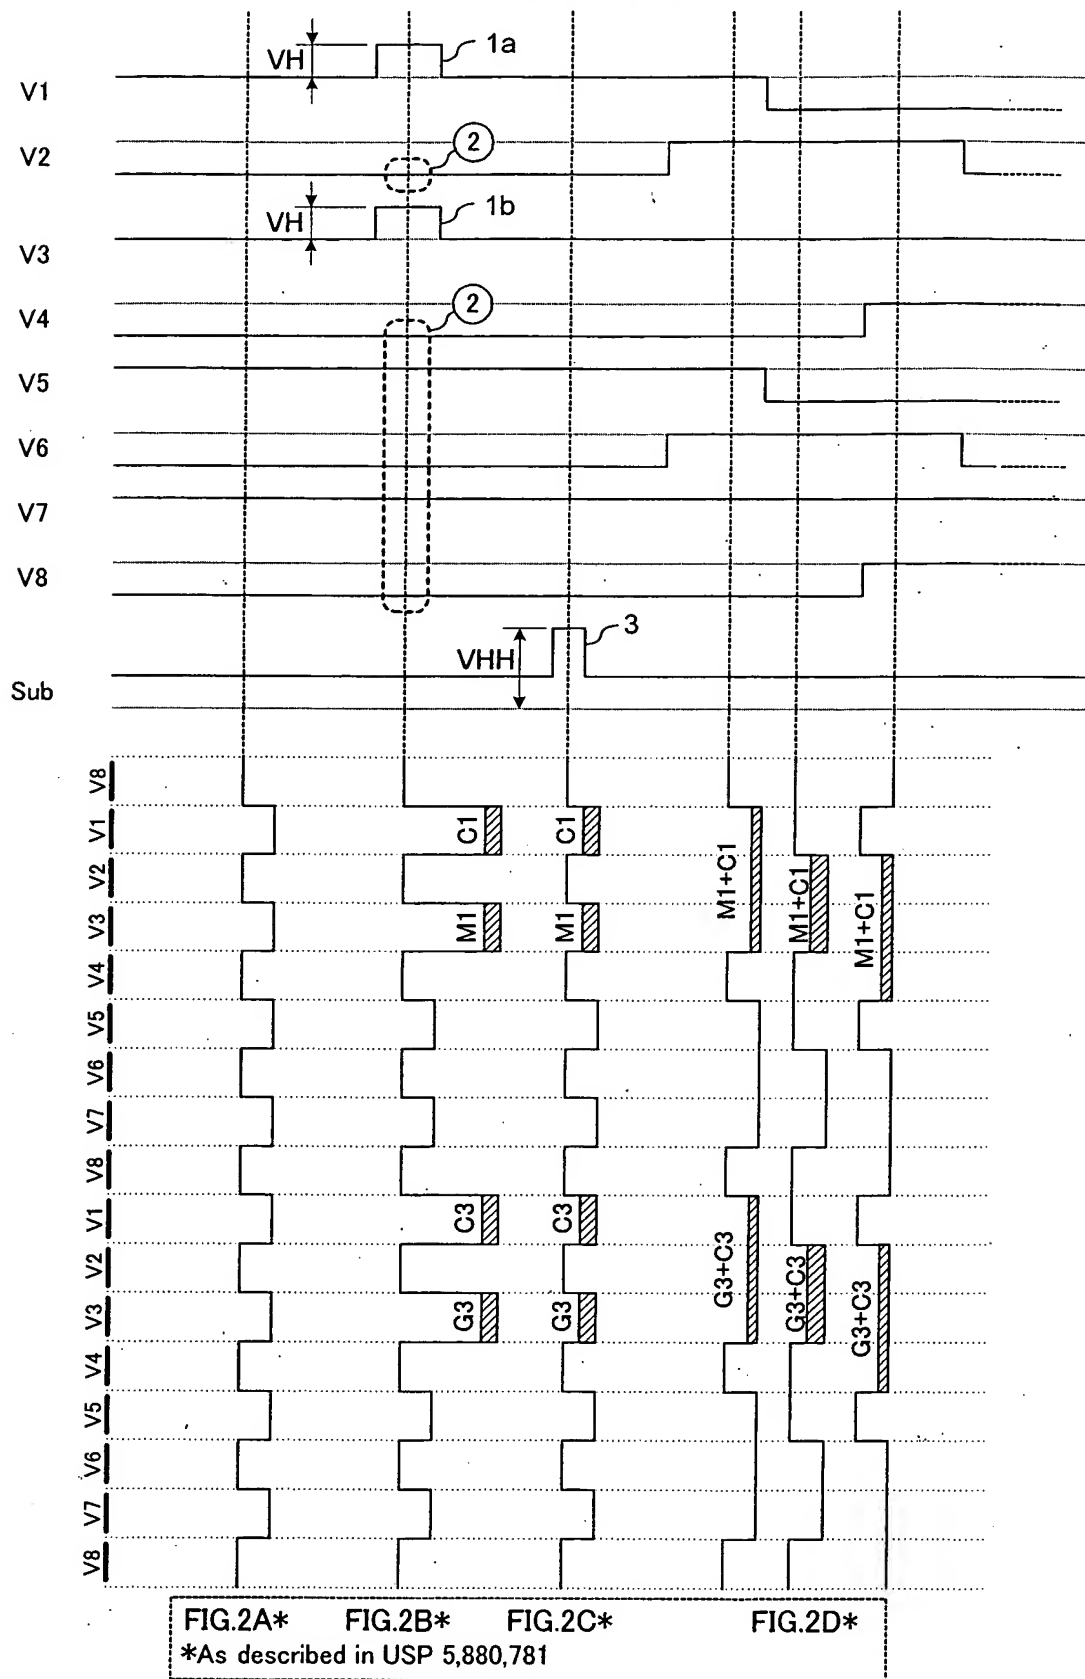 VH
1a
V1
V2
2
VH
1b
V3
V4
2
V5
V6
V7
V8
VHH
3
Sub
V8
V1
C1
C1
V2
M1+C1
M1+C1
V3
M1
M1
M1+C1
V4
V5
V6
V7
V8
V1
C3
C3
V2
G3+C3
G3+C3
V3
G3
G3
G3+C3
V4
V5
V6
V7
V8
FIG.2A* FIG.2B* FIG.2C* FIG.2D*
*As described in USP 5,880,781